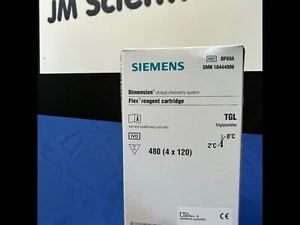 JM Scien
SIEMENS
REF DF69A
SMN 10444906
Dimension® clinical chemistry system
Flex® reagent cartridge
TGL
Triglycerides
IVD
480 (4 x 120)
2°C
8°C
CE